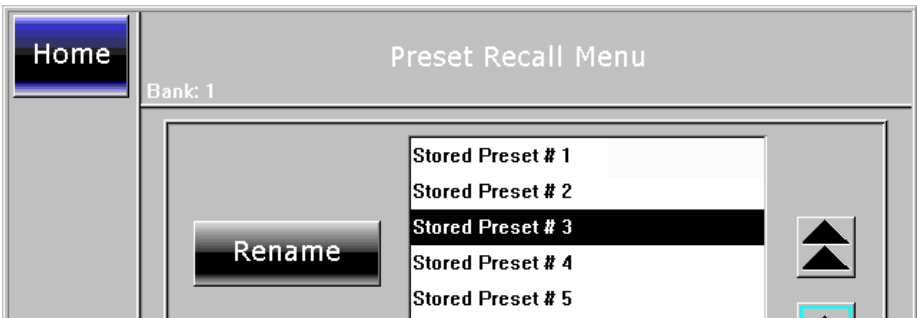 Home
Preset Recall Menu
Bank: 1
Stored Preset # 1
Stored Preset # 2
Stored Preset # 3
Rename
Stored Preset # 4
Stored Preset # 5